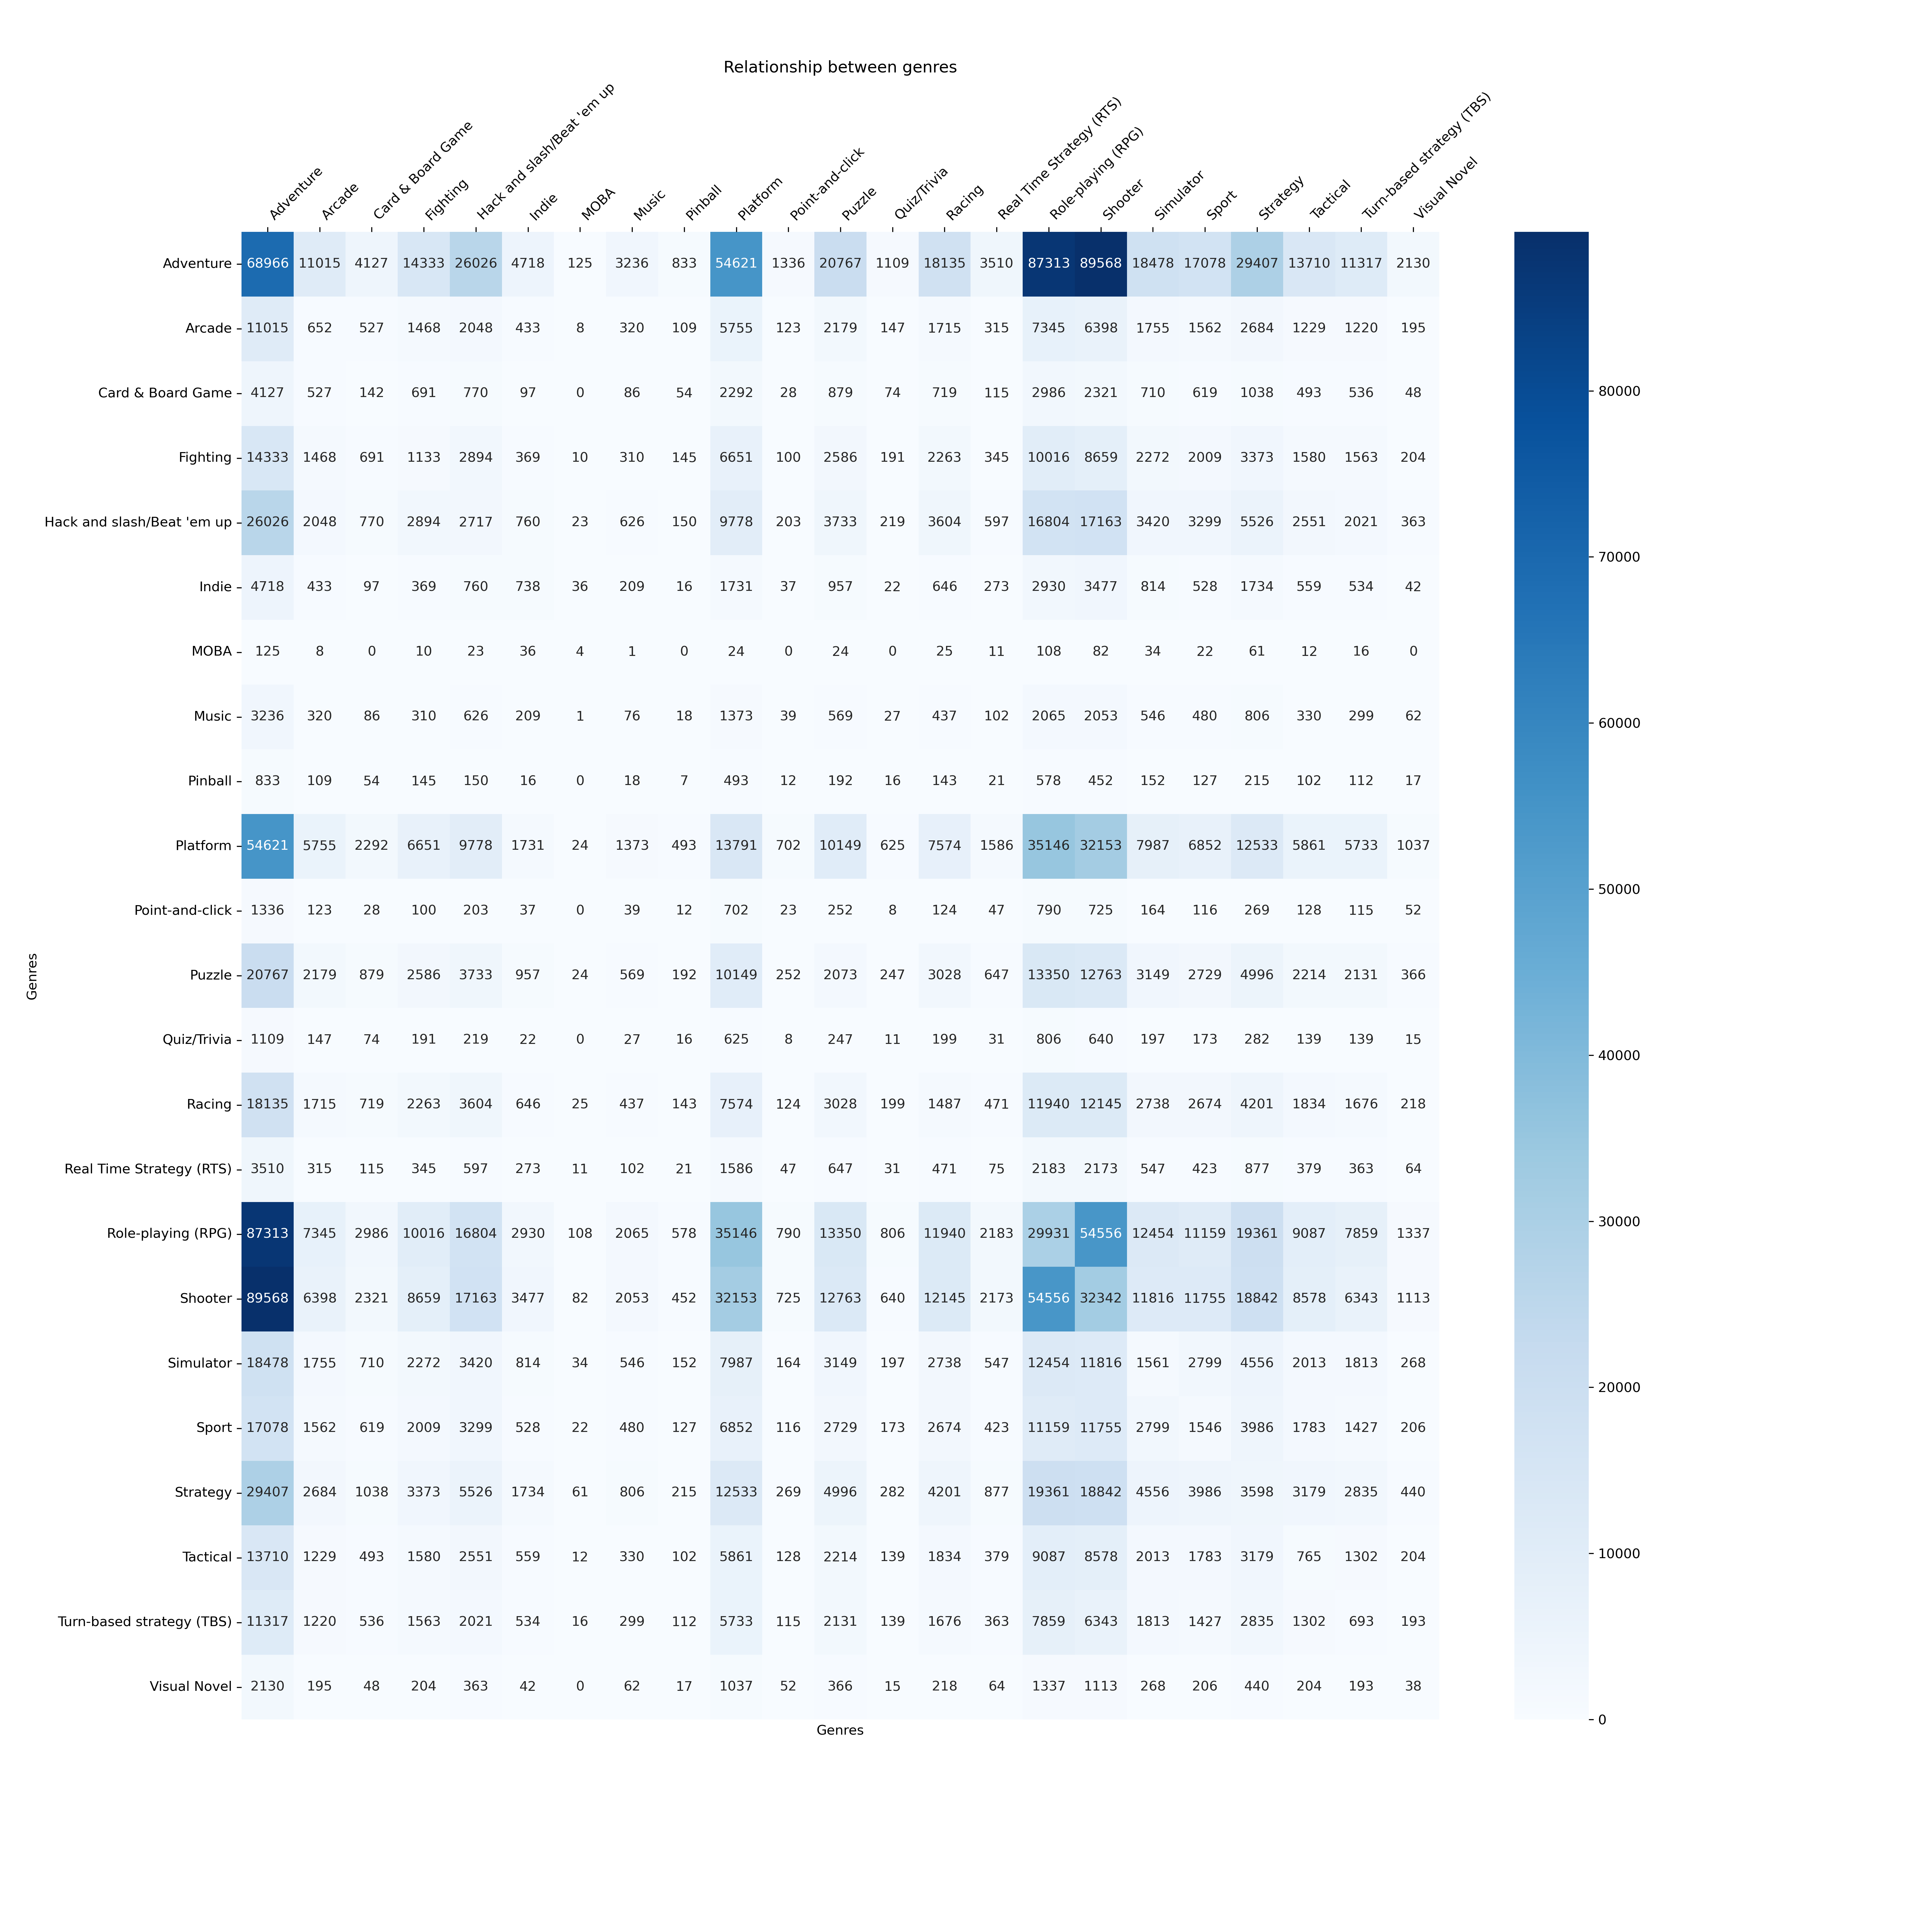 Relationship between genres
Adventure Arcade Card & Board Game Fighting Hack and slash/Beat 'em up Indie MOBA Music Pinball Platform Point-and-click Puzzle Quiz/Trivia Racing Real Time Strategy (RTS) Role-playing (RPG) Shooter Simulator Sport Strategy Tactical Turn-based strategy (TBS) Visual Novel
Adventure 68966 11015 4127 14333 26026 4718 125 3236 833 54621 1336 20767 1109 18135 3510 87313 89568 18478 17078 29407 13710 11317 2130
Arcade 11015 652 527 1468 2048 433 8 320 109 5755 123 2179 147 1715 315 7345 6398 1755 1562 2684 1229 1220 195
Card & Board Game 4127 527 142 691 770 97 0 86 54 2292 28 879 74 719 115 2986 2321 710 619 1038 493 536 48
Fighting 14333 1468 691 1133 2894 369 10 310 145 6651 100 2586 191 2263 345 10016 8659 2272 2009 3373 1580 1563 204
Hack and slash/Beat 'em up 26026 2048 770 2894 2717 760 23 626 150 9778 203 3733 219 3604 597 16804 17163 3420 3299 5526 2551 2021 363
Indie 4718 433 97 369 760 738 36 209 16 1731 37 957 22 646 273 2930 3477 814 528 1734 559 534 42
MOBA 125 8 0 10 23 36 4 1 0 24 0 24 0 25 11 108 82 34 22 61 12 16 0
Music 3236 320 86 310 626 209 1 76 18 1373 39 569 27 437 102 2065 2053 546 480 806 330 299 62
Pinball 833 109 54 145 150 16 0 18 7 493 12 192 16 143 21 578 452 152 127 215 102 112 17
Platform 54621 5755 2292 6651 9778 1731 24 1373 493 13791 702 10149 625 7574 1586 35146 32153 7987 6852 12533 5861 5733 1037
Point-and-click 1336 123 28 100 203 37 0 39 12 702 23 252 8 124 47 790 725 164 116 269 128 115 52
Puzzle 20767 2179 879 2586 3733 957 24 569 192 10149 252 2073 247 3028 647 13350 12763 3149 2729 4996 2214 2131 366
Quiz/Trivia 1109 147 74 191 219 22 0 27 16 625 8 247 11 199 31 806 640 197 173 282 139 139 15
Racing 18135 1715 719 2263 3604 646 25 437 143 7574 124 3028 199 1487 471 11940 12145 2738 2674 4201 1834 1676 218
Real Time Strategy (RTS) 3510 315 115 345 597 273 11 102 21 1586 47 647 31 471 75 2183 2173 547 423 877 379 363 64
Role-playing (RPG) 87313 7345 2986 10016 16804 2930 108 2065 578 35146 790 13350 806 11940 2183 29931 54556 12454 11159 19361 9087 7859 1337
Shooter 89568 6398 2321 8659 17163 3477 82 2053 452 32153 725 12763 640 12145 2173 54556 32342 11816 11755 18842 8578 6343 1113
Simulator 18478 1755 710 2272 3420 814 34 546 152 7987 164 3149 197 2738 547 12454 11816 1561 2799 4556 2013 1813 268
Sport 17078 1562 619 2009 3299 528 22 480 127 6852 116 2729 173 2674 423 11159 11755 2799 1546 3986 1783 1427 206
Strategy 29407 2684 1038 3373 5526 1734 61 806 215 12533 269 4996 282 4201 877 19361 18842 4556 3986 3598 3179 2835 440
Tactical 13710 1229 493 1580 2551 559 12 330 102 5861 128 2214 139 1834 379 9087 8578 2013 1783 3179 765 1302 204
Turn-based strategy (TBS) 11317 1220 536 1563 2021 534 16 299 112 5733 115 2131 139 1676 363 7859 6343 1813 1427 2835 1302 693 193
Visual Novel 2130 195 48 204 363 42 0 62 17 1037 52 366 15 218 64 1337 1113 268 206 440 204 193 38
Genres
Genres
80000
70000
60000
50000
40000
30000
20000
10000
0